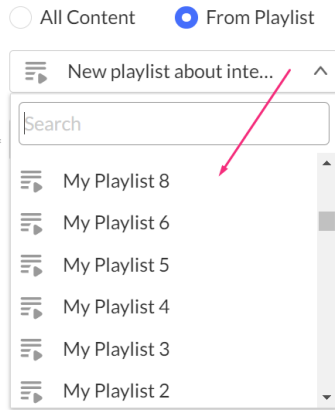 All Content From Playlist
New playlist about inte...
Search
My Playlist 8
My Playlist 6
My Playlist 5
My Playlist 4
My Playlist 3
My Playlist 2